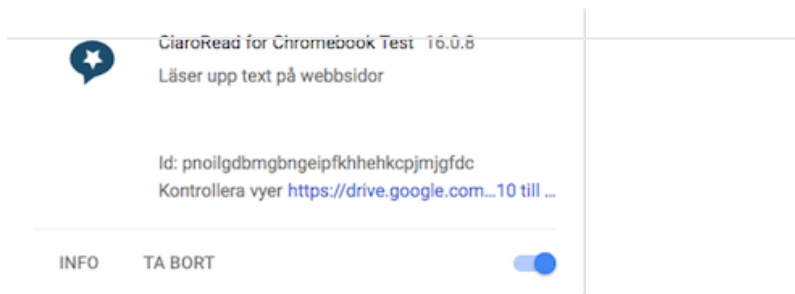 ClaroRead for Chromebook Test 16.0.8
Läser upp text på webbsidor
Id: pnoilgdbmgbngeipfkhhehkcpjmjgfdc
Kontrollera vyer https://drive.google.com...10 till ...
INFO TA BORT